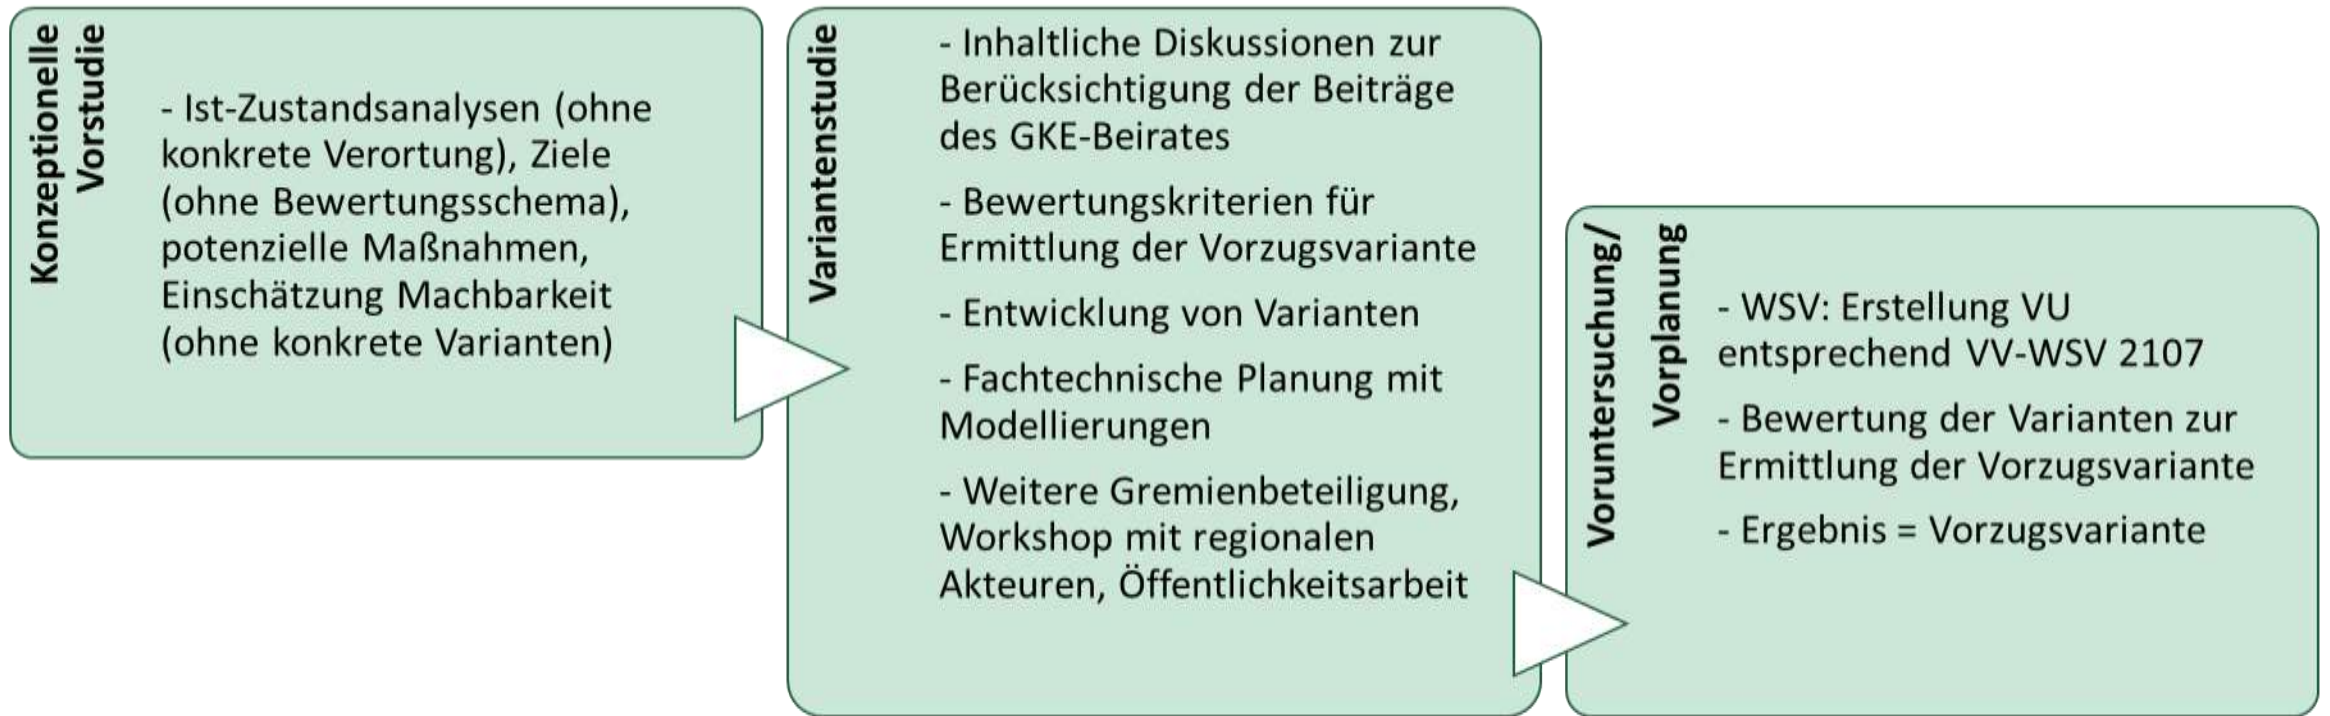 Konzeptionelle
Vorstudie
- Ist-Zustandsanalysen (ohne
konkrete Verortung), Ziele
(ohne Bewertungsschema),
potenzielle Maßnahmen,
Einschätzung Machbarkeit
(ohne konkrete Varianten)
Variantenstudie
- Inhaltliche Diskussionen zur
Berücksichtigung der Beiträge
des GKE-Beirates
- Bewertungskriterien für
Ermittlung der Vorzugsvariante
- Entwicklung von Varianten
- Fachtechnische Planung mit
Modellierungen
- Weitere Gremienbeteiligung,
Workshop mit regionalen
Akteuren, Öffentlichkeitsarbeit
Voruntersuchung/
Vorplanung
- WSV: Erstellung VU
entsprechend VV-WSV 2107
- Bewertung der Varianten zur
Ermittlung der Vorzugsvariante
- Ergebnis = Vorzugsvariante